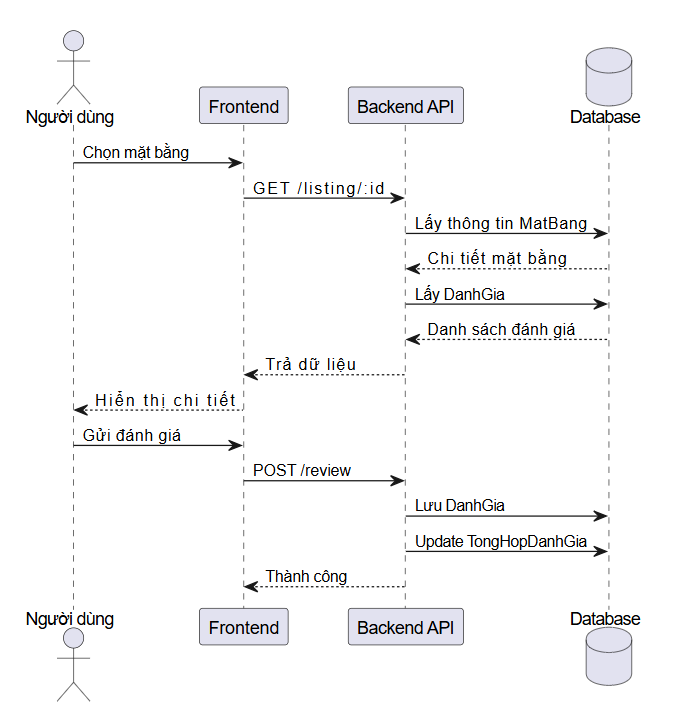 Người dùng
Frontend
Backend API
Database
Chọn mặt bằng
GET /listing/:id
Lấy thông tin MatBang
Chi tiết mặt bằng
Lấy DanhGia
Danh sách đánh giá
Trả dữ liệu
Hiển thị chi tiết
Gửi đánh giá
POST /review
Lưu DanhGia
Update TongHopDanhGia
Thành công
Người dùng
Frontend
Backend API
Database